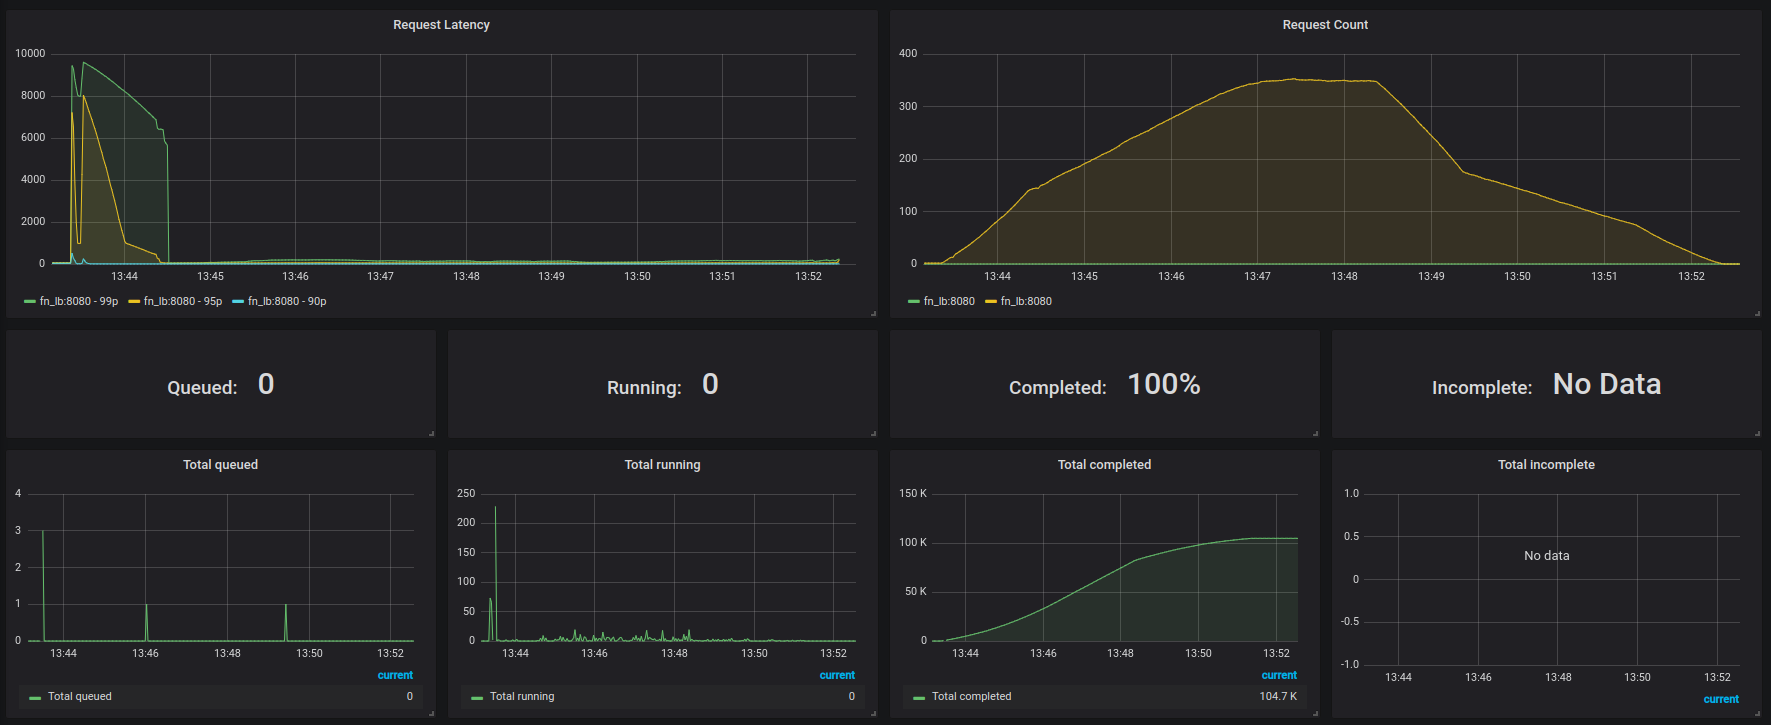 Request Latency
10000
8000
6000
4000
2000
0
13:44 13:45 13:46 13:47 13:48 13:49 13:50 13:51 13:52
fn_lb:8080 - 99p fn_lb:8080 - 95p fn_lb:8080 - 90p
Request Count
400
300
200
100
0
13:44 13:45 13:46 13:47 13:48 13:49 13:50 13:51 13:52
fn_lb:8080 fn_lb:8080
Queued: 0
Running: 0
Completed: 100%
Incomplete: No Data
Total queued
4
3
2
1
0
13:44 13:46 13:48 13:50 13:52
current
Total queued 0
Total running
250
200
150
100
50
0
13:44 13:46 13:48 13:50 13:52
current
Total running 0
Total completed
150 K
100 K
50 K
0
13:44 13:46 13:48 13:50 13:52
current
Total completed 104.7 K
Total incomplete
1.0
0.5
No data
0
-0.5
-1.0
13:44 13:46 13:48 13:50 13:52
current